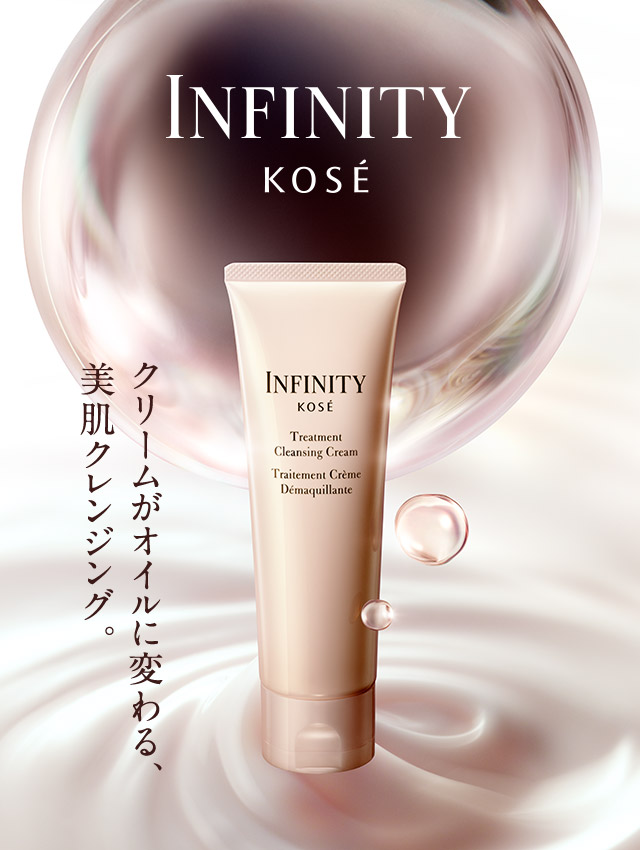 INFINITY
KOSÉ
クリームがオイルに変わる、
美肌クレンジング。
INFINITY
KOSÉ
Treatment
Cleansing Cream
Traitement Crème
Démaquillante